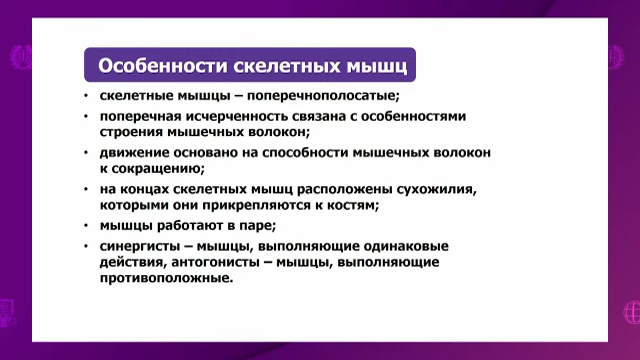 Особенности скелетных мышц
• скелетные мышцы – поперечнополосатые;
• поперечная исчерченность связана с особенностями
строения мышечных волокон;
• движение основано на способности мышечных волокон
к сокращению;
• на концах скелетных мышц расположены сухожилия,
которыми они прикрепляются к костям;
• мышцы работают в паре;
• синергисты – мышцы, выполняющие одинаковые
действия, антогонисты – мышцы, выполняющие
противоположные.